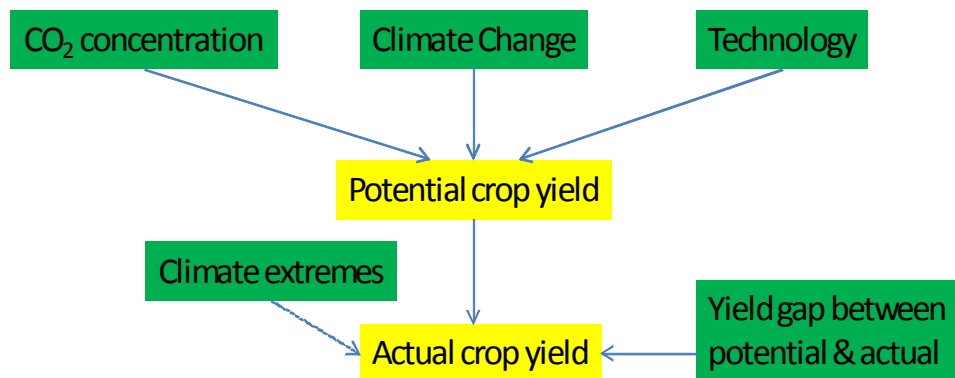 CO₂ concentration
Climate Change
Technology
Potential crop yield
Climate extremes
Yield gap between
potential & actual
Actual crop yield